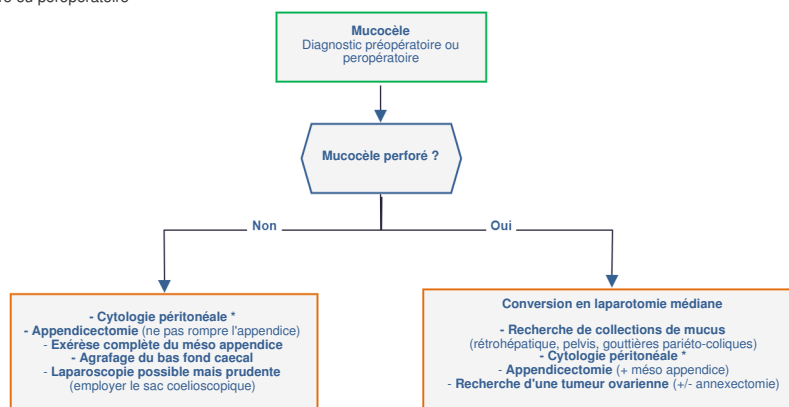 re ou peropératoire
Mucocèle
Diagnostic préopératoire ou
peropératoire
Mucocèle perforé ?
Non
Oui
- Cytologie péritonéale *
- Appendicectomie (ne pas rompre l'appendice)
- Exérèse complète du méso appendice
- Agrafage du bas fond caecal
- Laparoscopie possible mais prudente
(employer le sac coelioscopique)
Conversion en laparotomie médiane
- Recherche de collections de mucus
(rétrohépatique, pelvis, gouttières pariéto-coliques)
- Cytologie péritonéale *
- Appendicectomie (+ méso appendice)
- Recherche d'une tumeur ovarienne (+/- annexectomie)